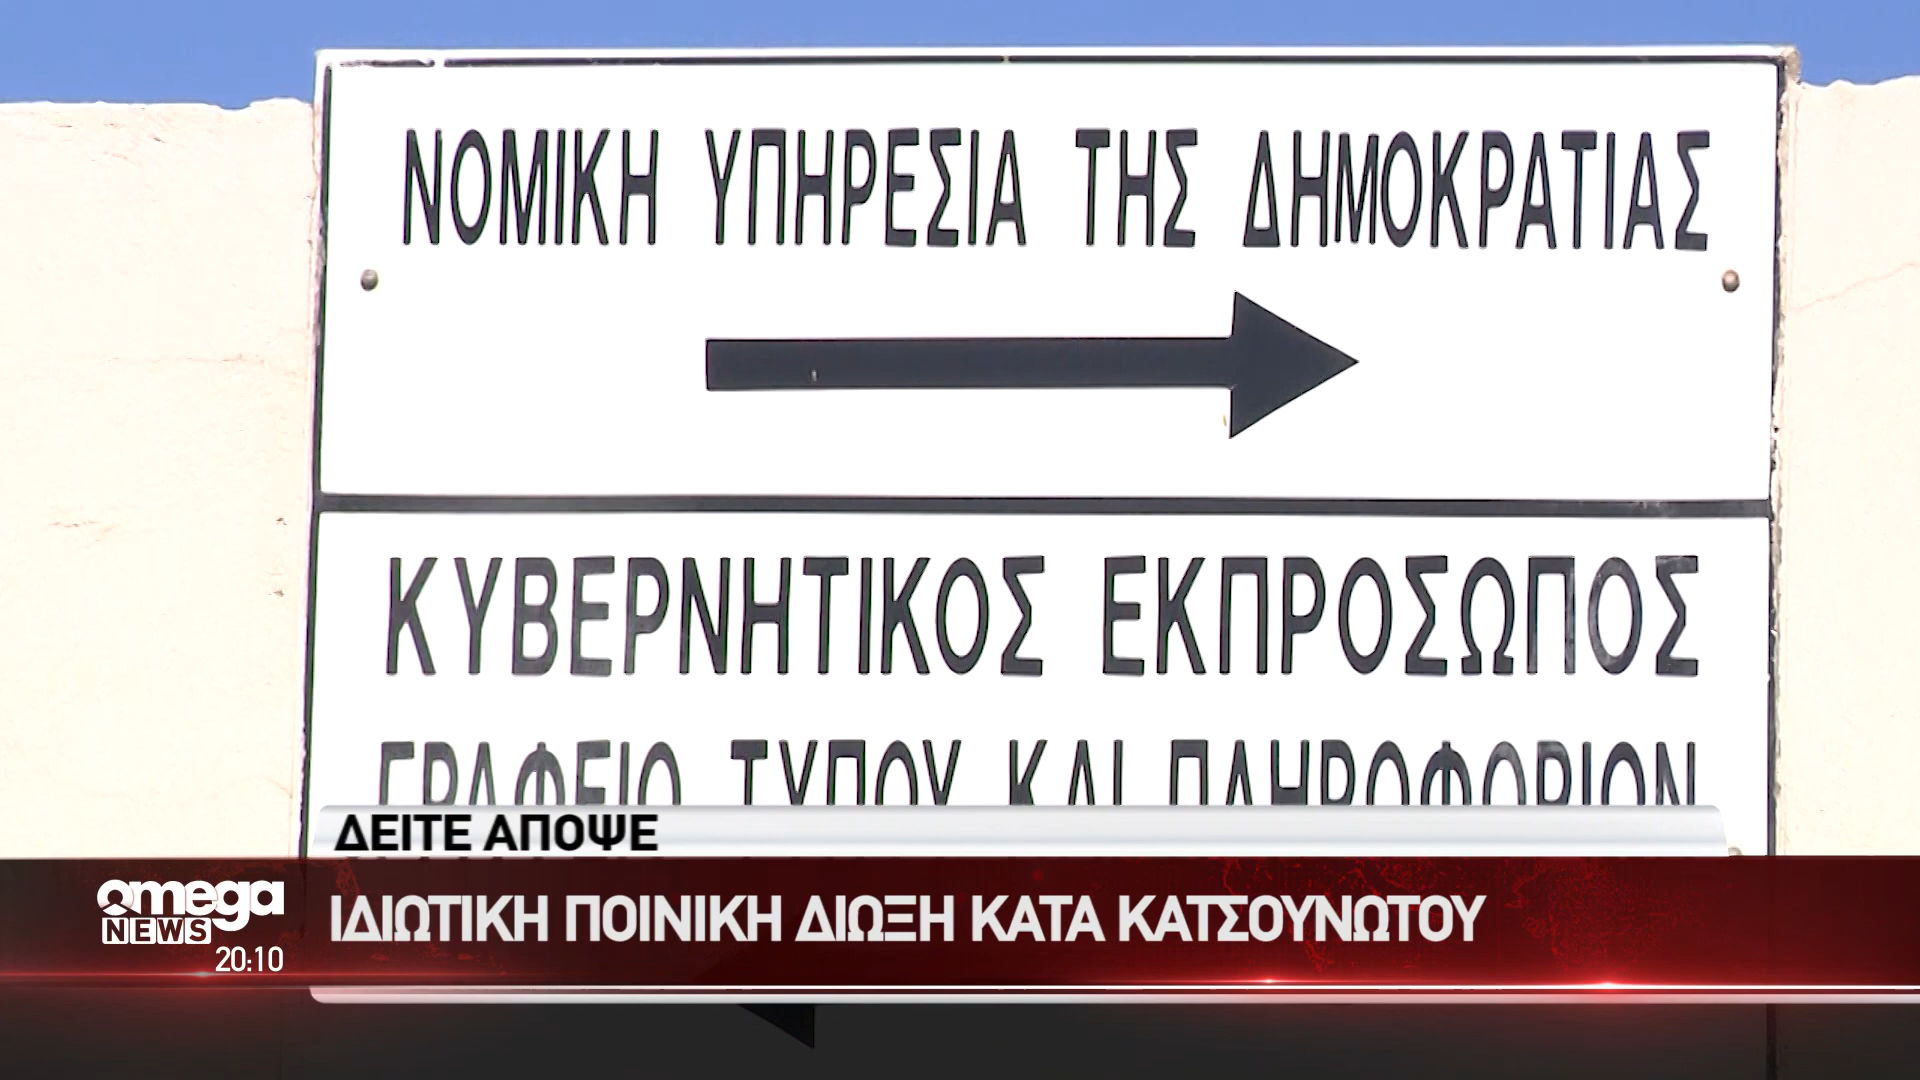 ΝΟΜΙΚΗ ΥΠΗΡΕΣΙΑ ΤΗΣ ΔΗΜΟΚΡΑΤΙΑΣ
ΚΥΒΕΡΝΗΤΙΚΟΣ ΕΚΠΡΟΣΩΠΟΣ
ΓΡΑΦΕΙΟ ΤΥΠΟΥ ΚΑΙ ΠΛΗΡΟΦΟΡΙΩΝ
ΔΕΙΤΕ ΑΠΟΨΕ
omega
NEWS
20:10
ΙΔΙΩΤΙΚΗ ΠΟΙΝΙΚΗ ΔΙΩΞΗ ΚΑΤΑ ΚΑΤΣΟΥΝΩΤΟΥ